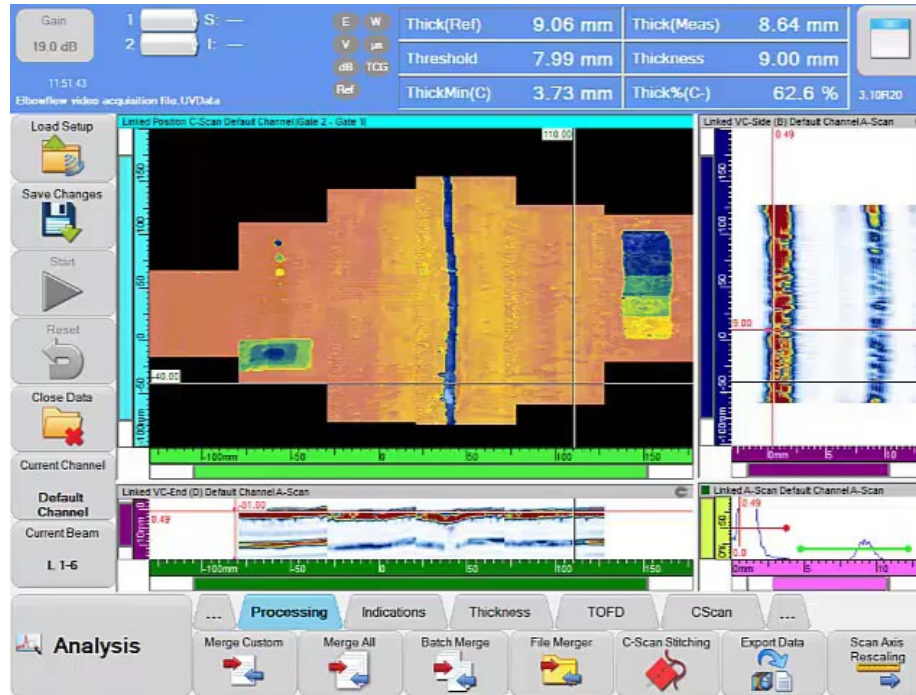 Gain
19.0 dB
1 S: —
2 I: —
E W
V µs
dB TCG
Ref
Thick(Ref) 9.06 mm Thick(Meas) 8.64 mm
Threshold 7.99 mm Thickness 9.00 mm
ThickMin(C) 3.73 mm Thick%(C-) 62.6 %
3.10R20
11:51:43
Elbowflew video acquisition file.UVData
Load Setup
Save Changes
Start
Reset
Close Data
Current Channel
Default
Channel
Current Beam
L 1-6
Linked Position C-Scan Default Channel(Gate 2 - Gate 1)
110.00
150
100
50
0
-40.00
-50
-100mm
-100mm -50 0 50 100 150
Linked VC-Side (B) Default Channel A-Scan
0.49
150
100
50
9.00
0
-50
-100mm
0mm 5 10
Linked VC-End (D) Default Channel A-Scan
-81.00
0.49
10mm 0
-100mm -50 0 50 100 150
Linked A-Scan Default Channel A-Scan
0.49
0% 50
0.0
0mm 5 10
Analysis
... Processing Indications Thickness TOFD CScan ...
Merge Custom Merge All Batch Merge File Merger C-Scan Stitching Export Data Scan Axis
Rescaling